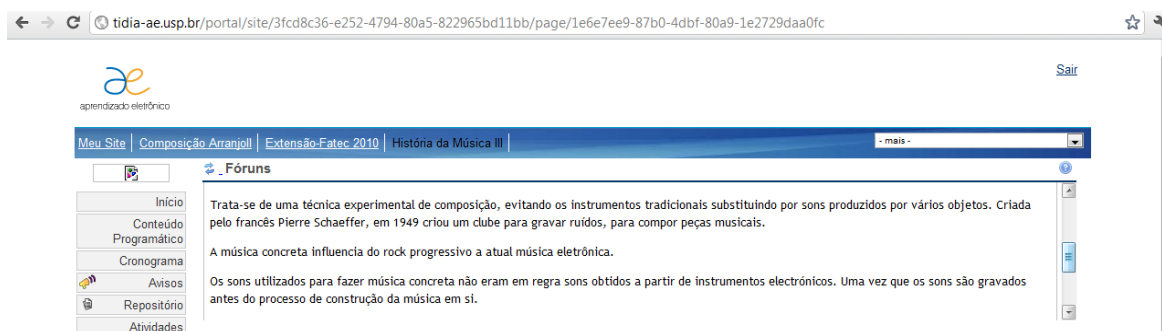 tidia-ae.usp.br/portal/site/3fcd8c36-e252-4794-80a5-822965bd11bb/page/1e6e7ee9-87b0-4dbf-80a9-1e2729daa0fc
Sair
ae
aprendizado eletrônico
Meu Site Composição ArranjoII Extensão-Fatec 2010 História da Música III - mais -
Fóruns
Início
Conteúdo
Programático
Cronograma
Avisos
Repositório
Atividades
Trata-se de uma técnica experimental de composição, evitando os instrumentos tradicionais substituindo por sons produzidos por vários objetos. Criada
pelo francês Pierre Schaeffer, em 1949 criou um clube para gravar ruídos, para compor peças musicais.
A música concreta influencia do rock progressivo a atual música eletrônica.
Os sons utilizados para fazer música concreta não eram em regra sons obtidos a partir de instrumentos electrónicos. Uma vez que os sons são gravados
antes do processo de construção da música em si.